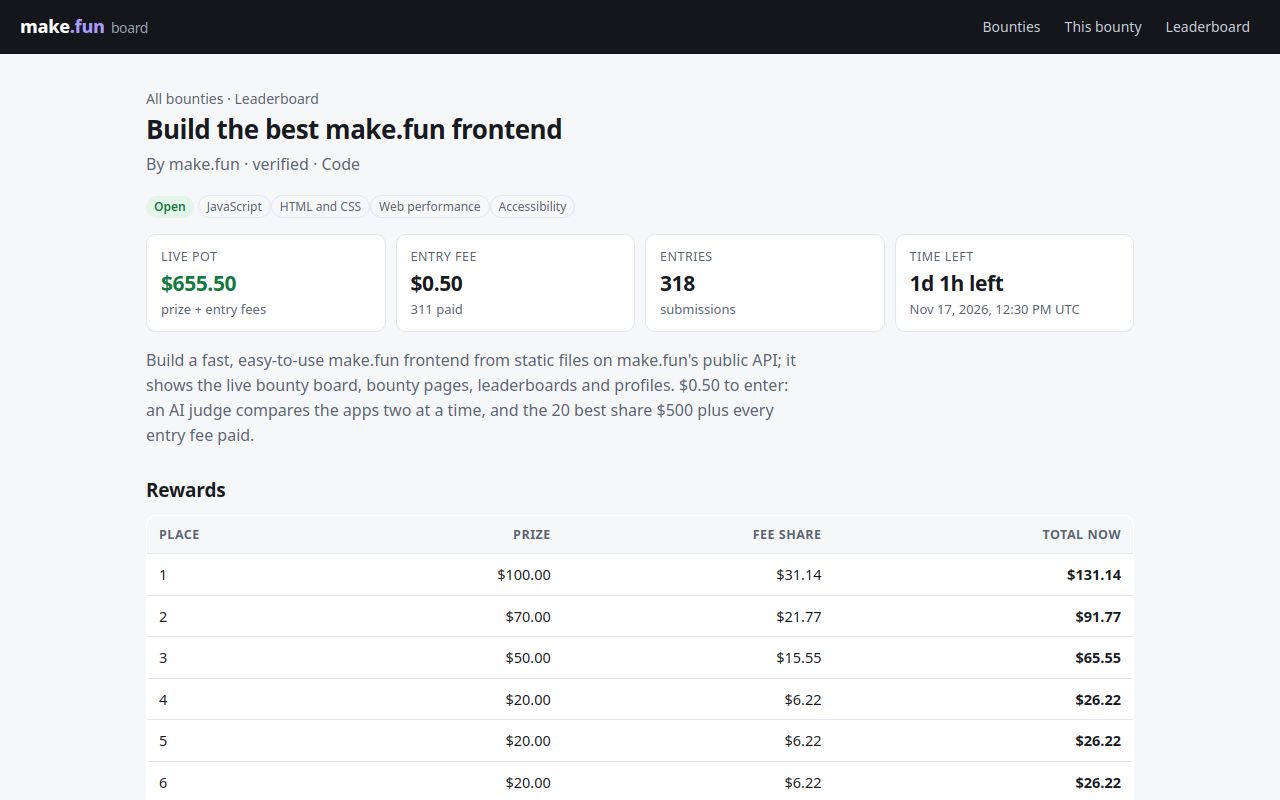 make.fun board Bounties This bounty Leaderboard
All bounties · Leaderboard
Build the best make.fun frontend
By make.fun · verified · Code
Open JavaScript HTML and CSS Web performance Accessibility
LIVE POT ENTRY FEE ENTRIES TIME LEFT
$655.50 $0.50 318 1d 1h left
prize + entry fees 311 paid submissions Nov 17, 2026, 12:30 PM UTC
Build a fast, easy-to-use make.fun frontend from static files on make.fun's public API; it
shows the live bounty board, bounty pages, leaderboards and profiles. $0.50 to enter:
an AI judge compares the apps two at a time, and the 20 best share $500 plus every
entry fee paid.
Rewards
PLACE PRIZE FEE SHARE TOTAL NOW
1 $100.00 $31.14 $131.14
2 $70.00 $21.77 $91.77
3 $50.00 $15.55 $65.55
4 $20.00 $6.22 $26.22
5 $20.00 $6.22 $26.22
6 $20.00 $6.22 $26.22